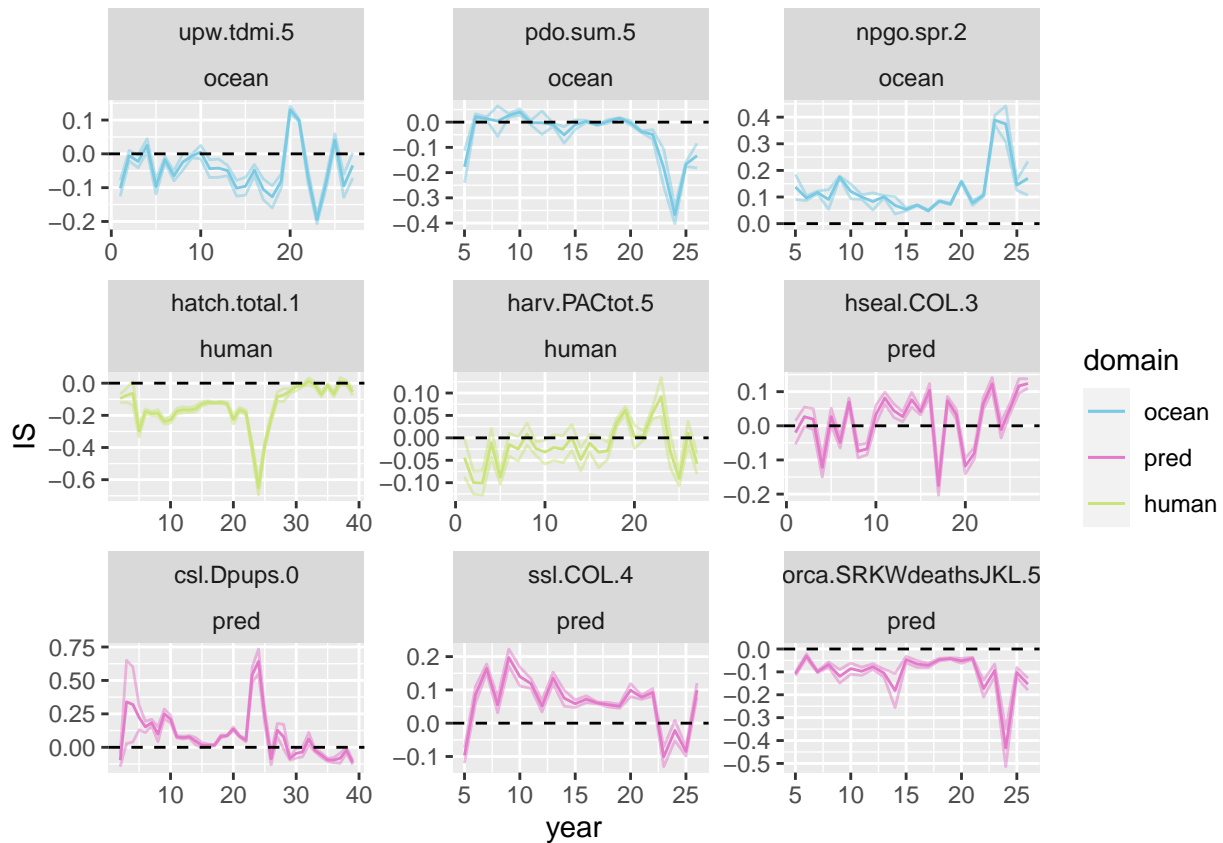 upw.tdmi.5 pdo.sum.5 npgo.spr.2
ocean ocean ocean
0.1
0.0
−0.1
−0.2
0 10 20
0.0
−0.1
−0.2
−0.3
−0.4
5 10 15 20 25
0.4
0.3
0.2
0.1
0.0
5 10 15 20 25
hatch.total.1 harv.PACtot.5 hseal.COL.3
human human pred
0.0
−0.2
−0.4
−0.6
10 20 30 40
0.10
0.05
0.00
−0.05
−0.10
0 10 20
0.1
0.0
−0.1
−0.2
0 10 20
csl.Dpups.0 ssl.COL.4 orca.SRKWdeathsJKL.5
pred pred pred
0.75
0.50
0.25
0.00
10 20 30 40
0.2
0.1
0.0
−0.1
5 10 15 20 25
0.0
−0.1
−0.2
−0.3
−0.4
−0.5
5 10 15 20 25
IS
year
domain
ocean
pred
human